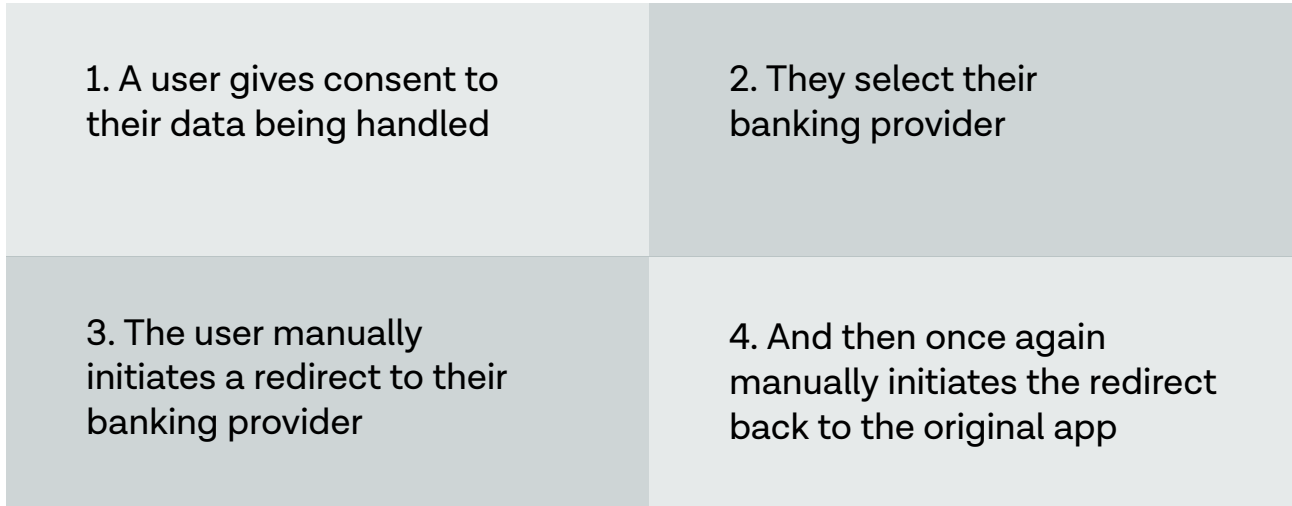 1. A user gives consent to
their data being handled
2. They select their
banking provider
3. The user manually
initiates a redirect to their
banking provider
4. And then once again
manually initiates the redirect
back to the original app